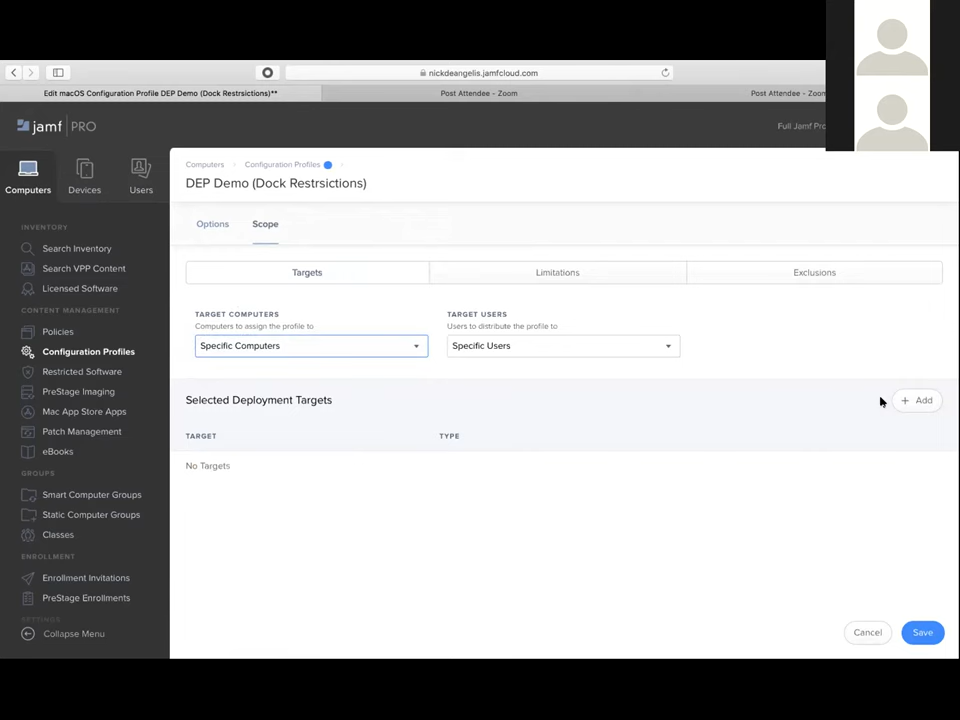 nickdeangelis.jamfcloud.com
Edit macOS Configuration Profile DEP Demo (Dock Restrsictions)**
Post Attendee - Zoom
Post Attendee - Zoom
jamf PRO
Full Jamf Pro
Computers
Devices
Users
INVENTORY
Search Inventory
Search VPP Content
Licensed Software
CONTENT MANAGEMENT
Policies
Configuration Profiles
Restricted Software
PreStage Imaging
Mac App Store Apps
Patch Management
eBooks
GROUPS
Smart Computer Groups
Static Computer Groups
Classes
ENROLLMENT
Enrollment Invitations
PreStage Enrollments
SETTINGS
Collapse Menu
Computers
Configuration Profiles
DEP Demo (Dock Restrsictions)
Options
Scope
Targets
Limitations
Exclusions
TARGET COMPUTERS
Computers to assign the profile to
Specific Computers
TARGET USERS
Users to distribute the profile to
Specific Users
Selected Deployment Targets
+ Add
TARGET
TYPE
No Targets
Cancel
Save